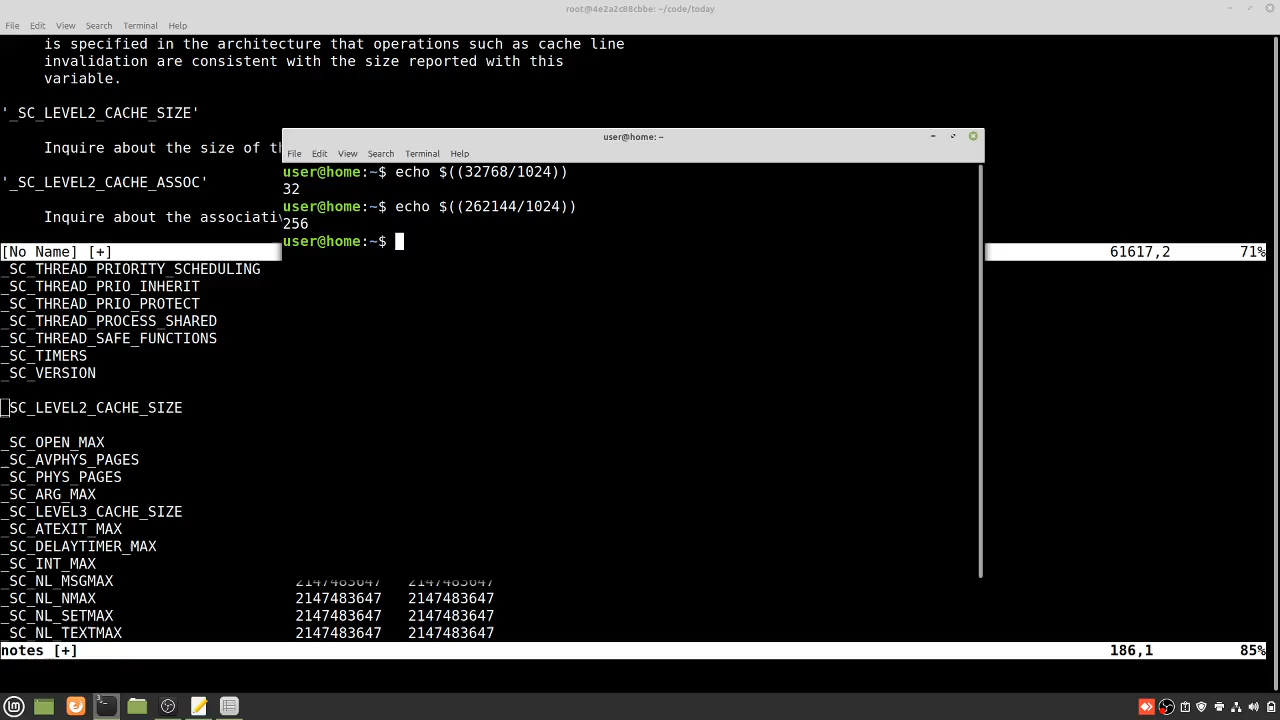 root@4e2a2c88cbbe: ~/code/today
File Edit View Search Terminal Help
is specified in the architecture that operations such as cache line
invalidation are consistent with the size reported with this
variable.
'_SC_LEVEL2_CACHE_SIZE'
Inquire about the size of t
'_SC_LEVEL2_CACHE_ASSOC'
Inquire about the associati
[No Name] [+] 61617,2 71%
user@home: ~
File Edit View Search Terminal Help
user@home:~$ echo $((32768/1024))
32
user@home:~$ echo $((262144/1024))
256
user@home:~$
_SC_THREAD_PRIORITY_SCHEDULING
_SC_THREAD_PRIO_INHERIT
_SC_THREAD_PRIO_PROTECT
_SC_THREAD_PROCESS_SHARED
_SC_THREAD_SAFE_FUNCTIONS
_SC_TIMERS
_SC_VERSION
_SC_LEVEL2_CACHE_SIZE
_SC_OPEN_MAX
_SC_AVPHYS_PAGES
_SC_PHYS_PAGES
_SC_ARG_MAX
_SC_LEVEL3_CACHE_SIZE
_SC_ATEXIT_MAX
_SC_DELAYTIMER_MAX
_SC_INT_MAX
_SC_NL_MSGMAX 2147483647 2147483647
_SC_NL_NMAX 2147483647 2147483647
_SC_NL_SETMAX 2147483647 2147483647
_SC_NL_TEXTMAX 2147483647 2147483647
notes [+] 186,1 85%